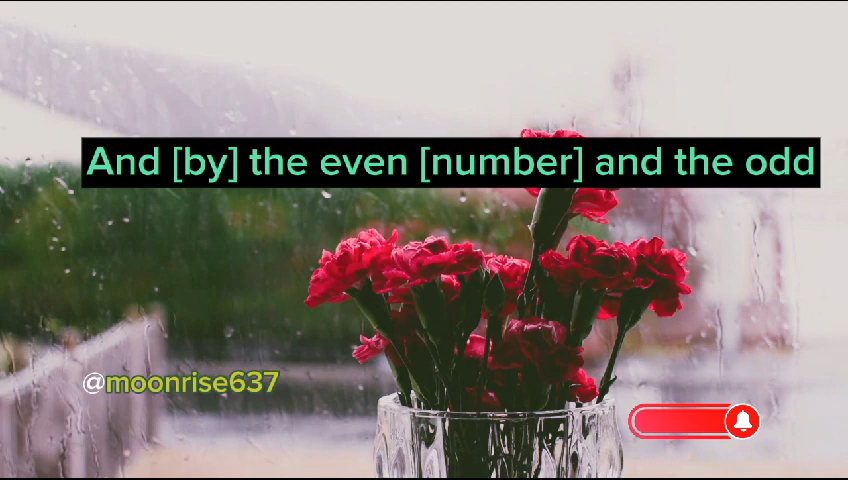 And [by] the even [number] and the odd
@moonrise637